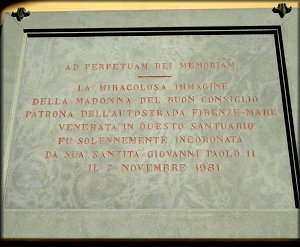 AD PERPETUAM REI MEMORIAM
LA MIRACOLOSA IMMAGINE
DELLA MADONNA DEL BUON CONSIGLIO
PATRONA DELL'AUTOSTRADA FIRENZE-MARE
VENERATA IN QUESTO SANTUARIO
FU SOLENNEMENTE INCORONATA
DA SUA SANTITÀ GIOVANNI PAOLO II
IL 7 NOVEMBRE 1981